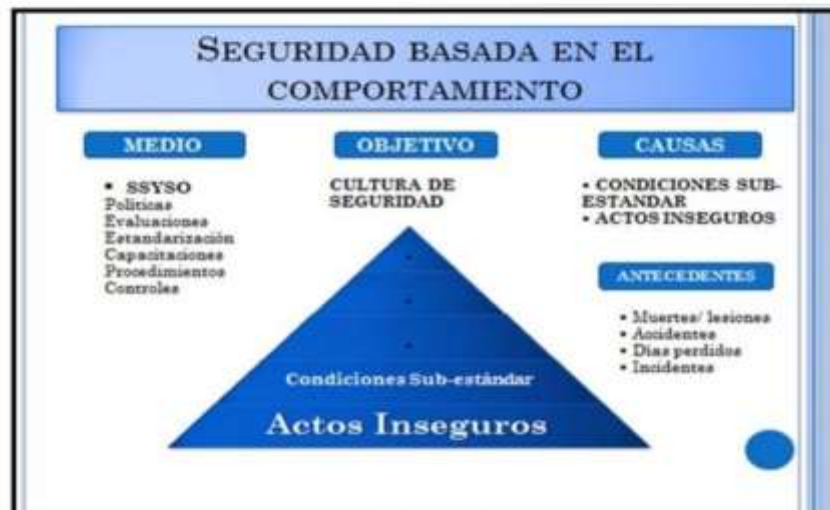 SEGURIDAD BASADA EN EL
COMPORTAMIENTO
MEDIO
• SSYSO
Políticas
Evaluaciones
Estandarización
Capacitaciones
Procedimientos
Controles
OBJETIVO
CULTURA DE
SEGURIDAD
Condiciones Sub-estándar
Actos Inseguros
CAUSAS
• CONDICIONES SUB-
ESTANDAR
• ACTOS INSEGUROS
ANTECEDENTES
• Muertes/ lesiones
• Accidentes
• Días perdidos
• Incidentes